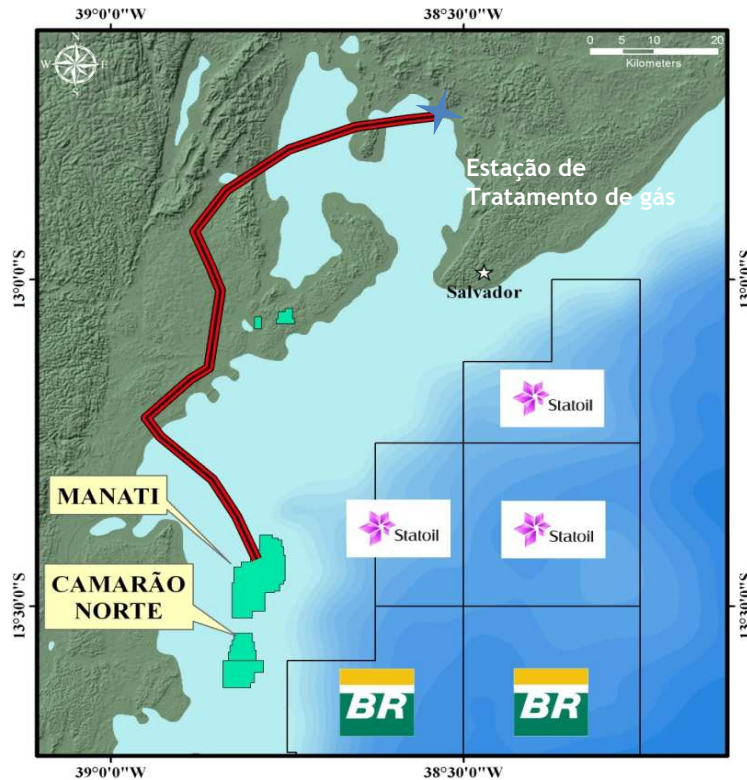 39°0'0"W
38°30'0"W
N
W
E
S
0
5
10
20
Kilometers
Estação de
Tratamento de gás
13°0'0"S
13°0'0"S
Salvador
Statoil
MANATI
Statoil
Statoil
CAMARÃO
NORTE
13°30'0"S
13°30'0"S
BR
BR
39°0'0"W
38°30'0"W